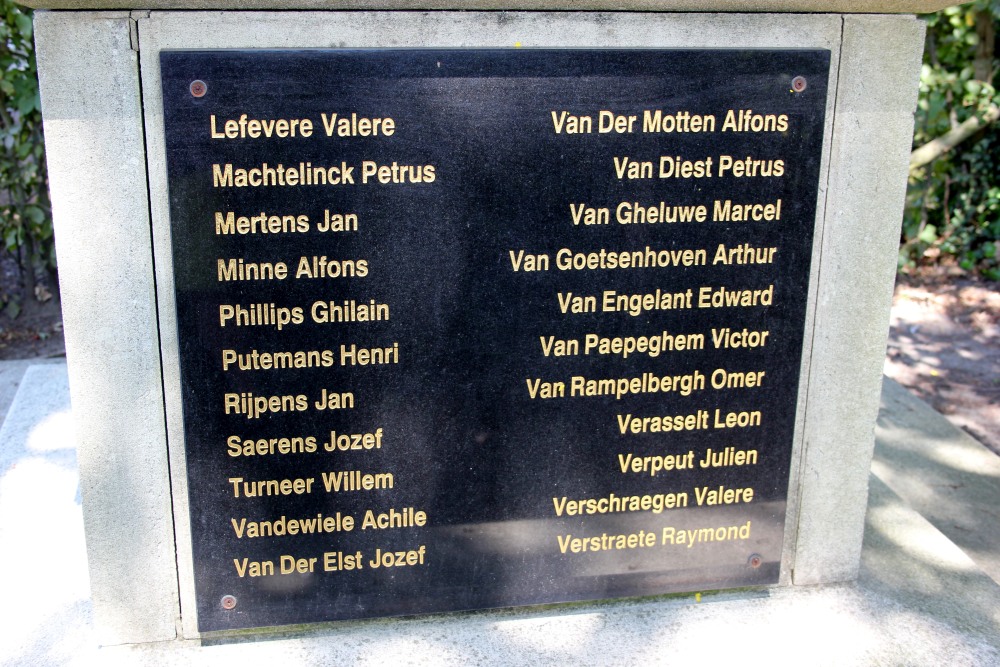 Lefevere Valere
Machtelinck Petrus
Mertens Jan
Minne Alfons
Phillips Ghilain
Putemans Henri
Rijpens Jan
Saerens Jozef
Turneer Willem
Vandewiele Achile
Van Der Elst Jozef
Van Der Motten Alfons
Van Diest Petrus
Van Gheluwe Marcel
Van Goetsenhoven Arthur
Van Engelant Edward
Van Paepeghem Victor
Van Rampelbergh Omer
Verasselt Leon
Verpeut Julien
Verschraegen Valere
Verstraete Raymond